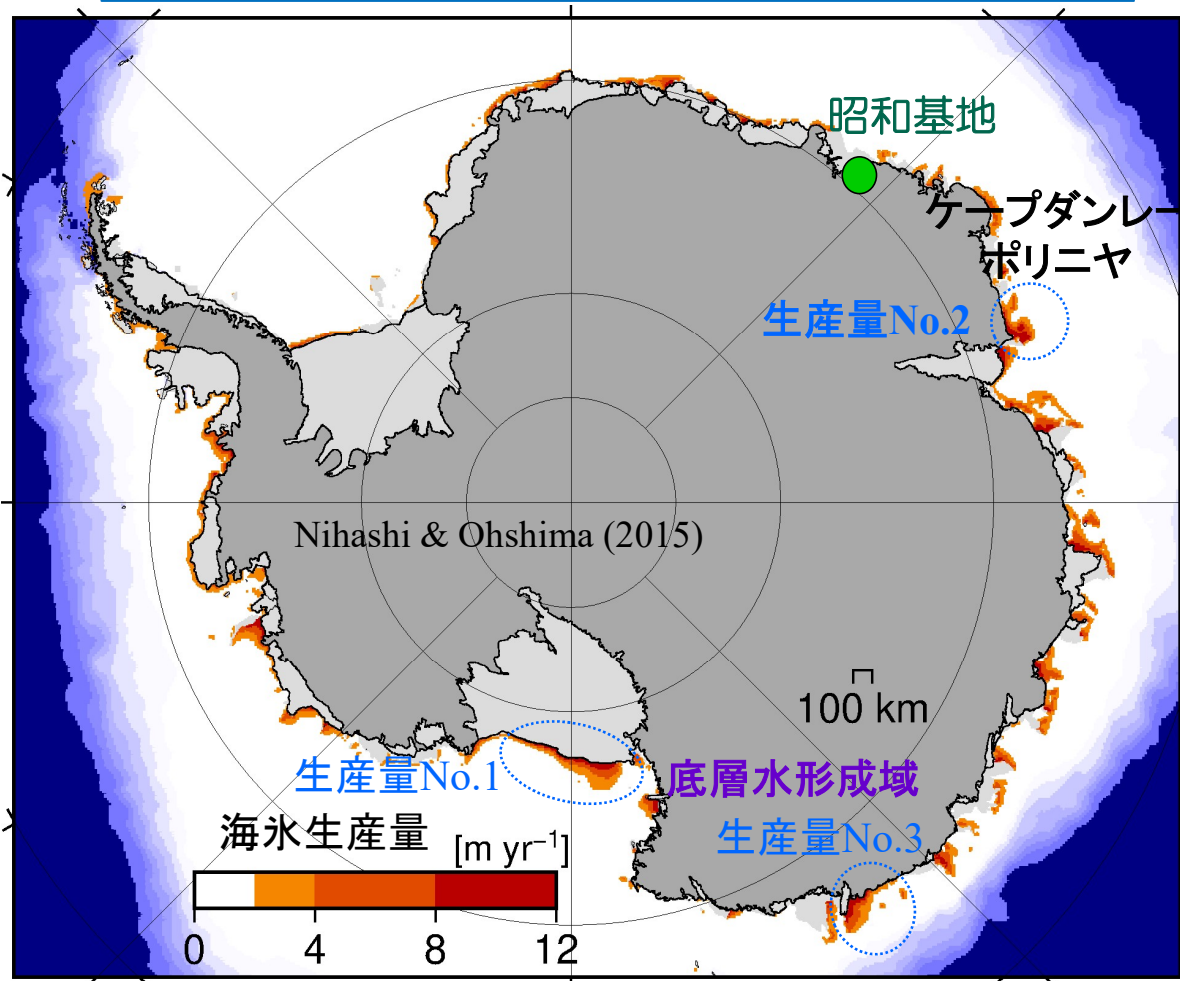 昭和基地
ケープダンレー
ポリニヤ
生産量No.2
Nihashi & Ohshima (2015)
100 km
生産量No.1
底層水形成域
生産量No.3
海氷生産量
[m yr⁻¹]
0 4 8 12